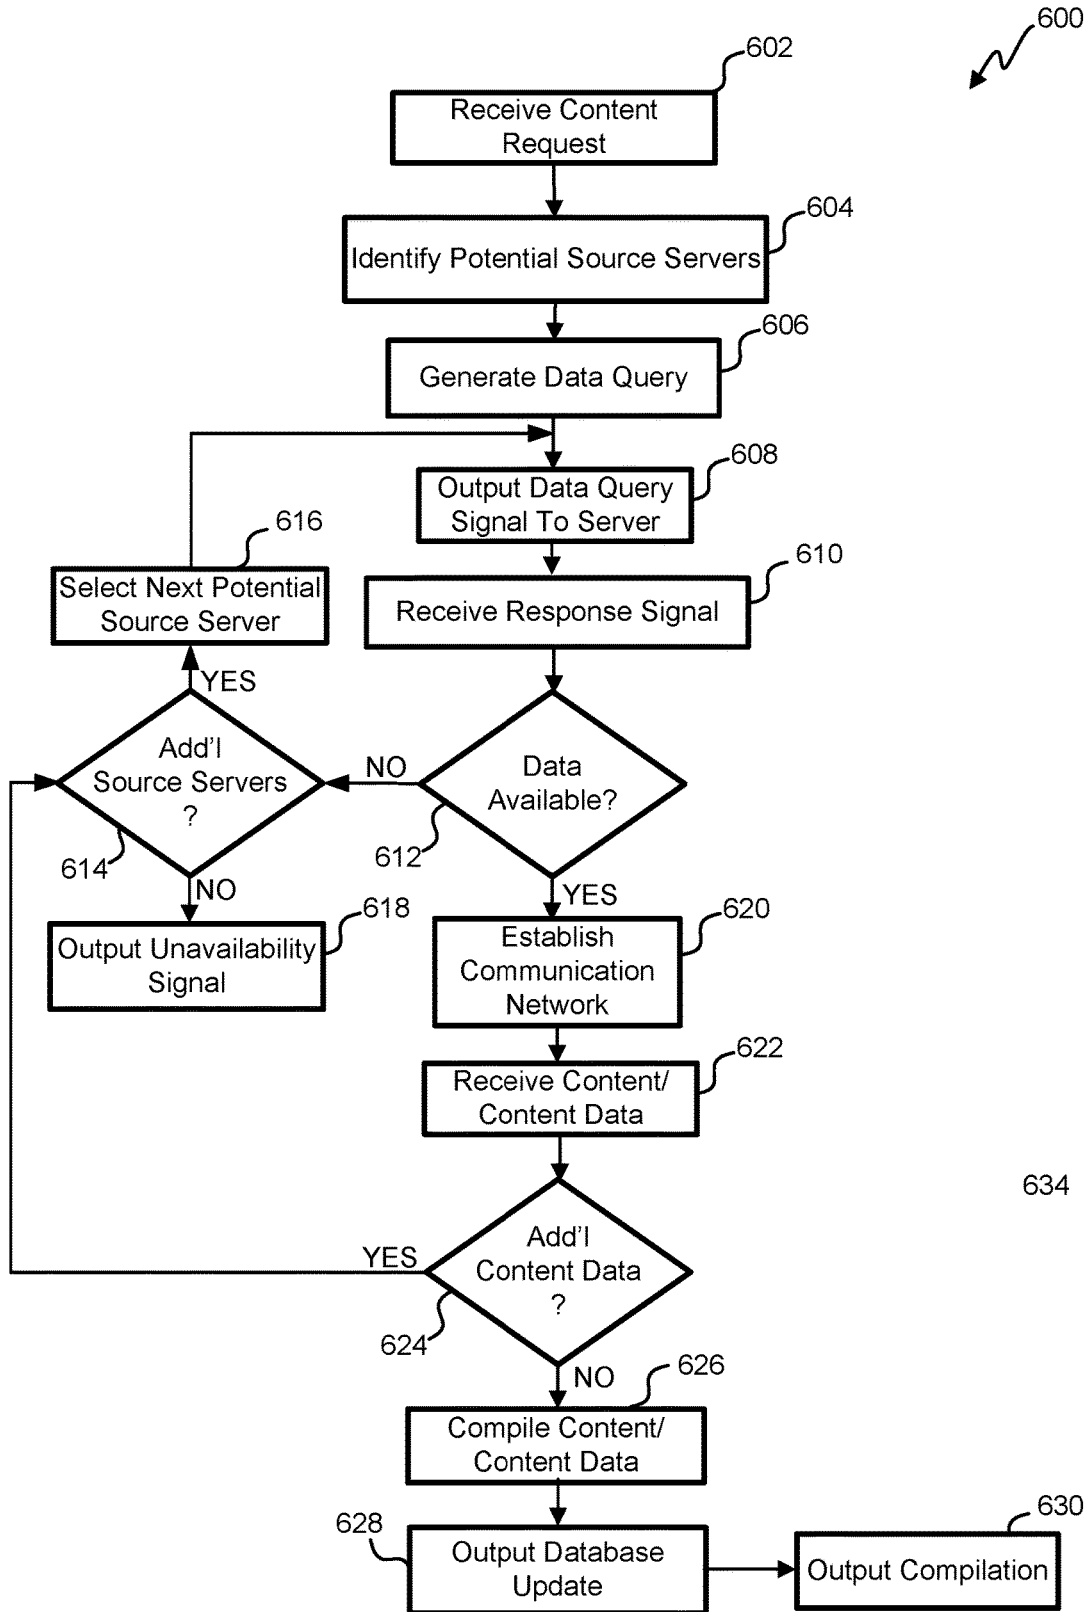 600
602
Receive Content
Request
604
Identify Potential Source Servers
606
Generate Data Query
608
Output Data Query
Signal To Server
616
Select Next Potential
Source Server
610
Receive Response Signal
YES
Add'l
Source Servers
?
614
NO
Data
Available?
612
NO
618
Output Unavailability
Signal
YES
620
Establish
Communication
Network
622
Receive Content/
Content Data
634
YES
Add'l
Content Data
?
624
NO
626
Compile Content/
Content Data
628
Output Database
Update
630
Output Compilation